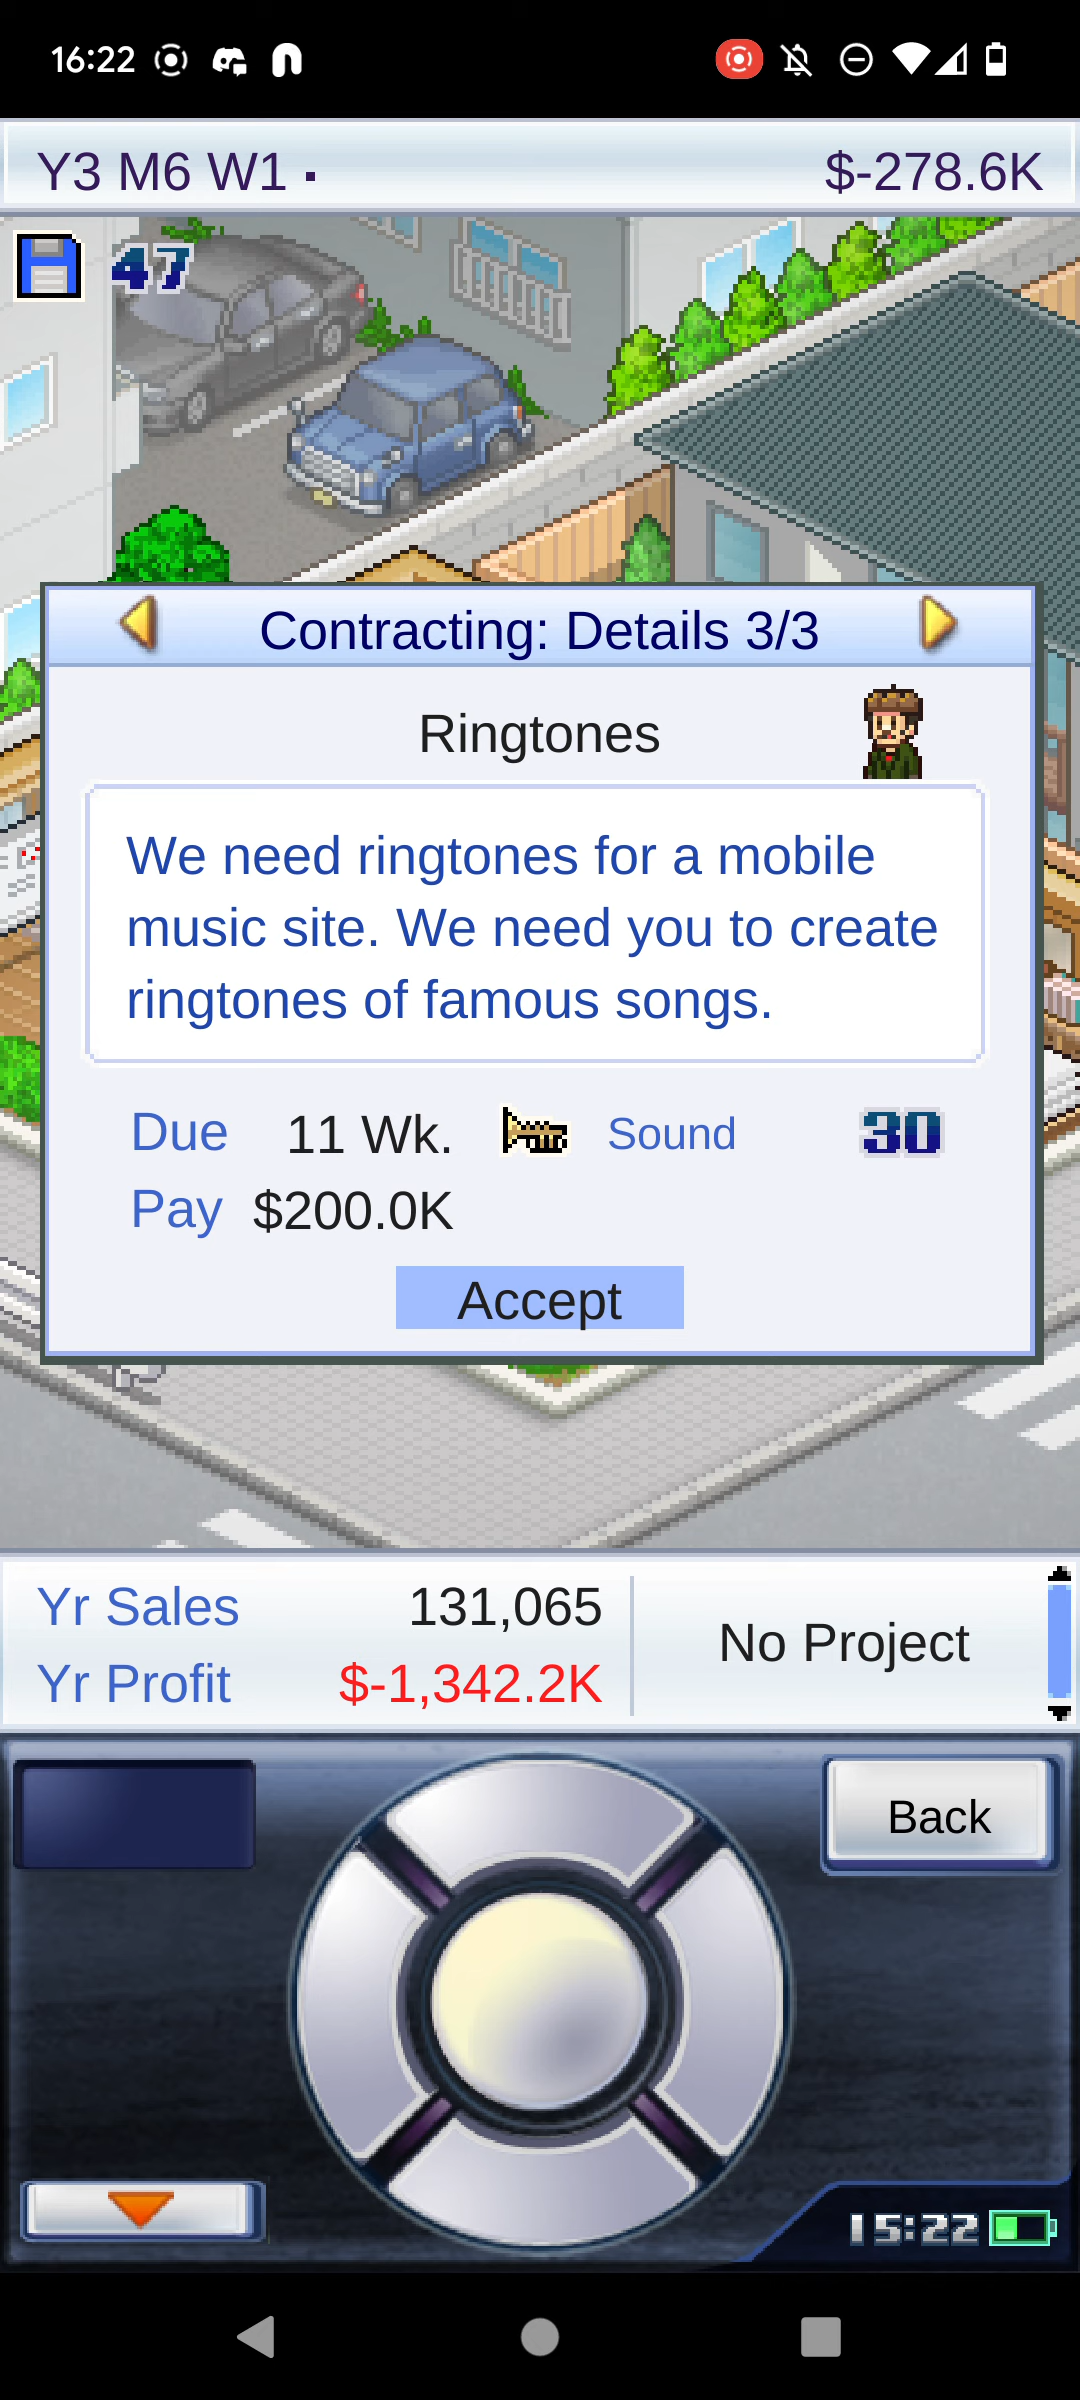 16:22
Y3 M6 W1 $-278.6K
47
Contracting: Details 3/3
Ringtones
We need ringtones for a mobile
music site. We need you to create
ringtones of famous songs.
Due 11 Wk. Sound 30
Pay $200.0K
Accept
Yr Sales 131,065
Yr Profit $-1,342.2K
No Project
Back
15:22